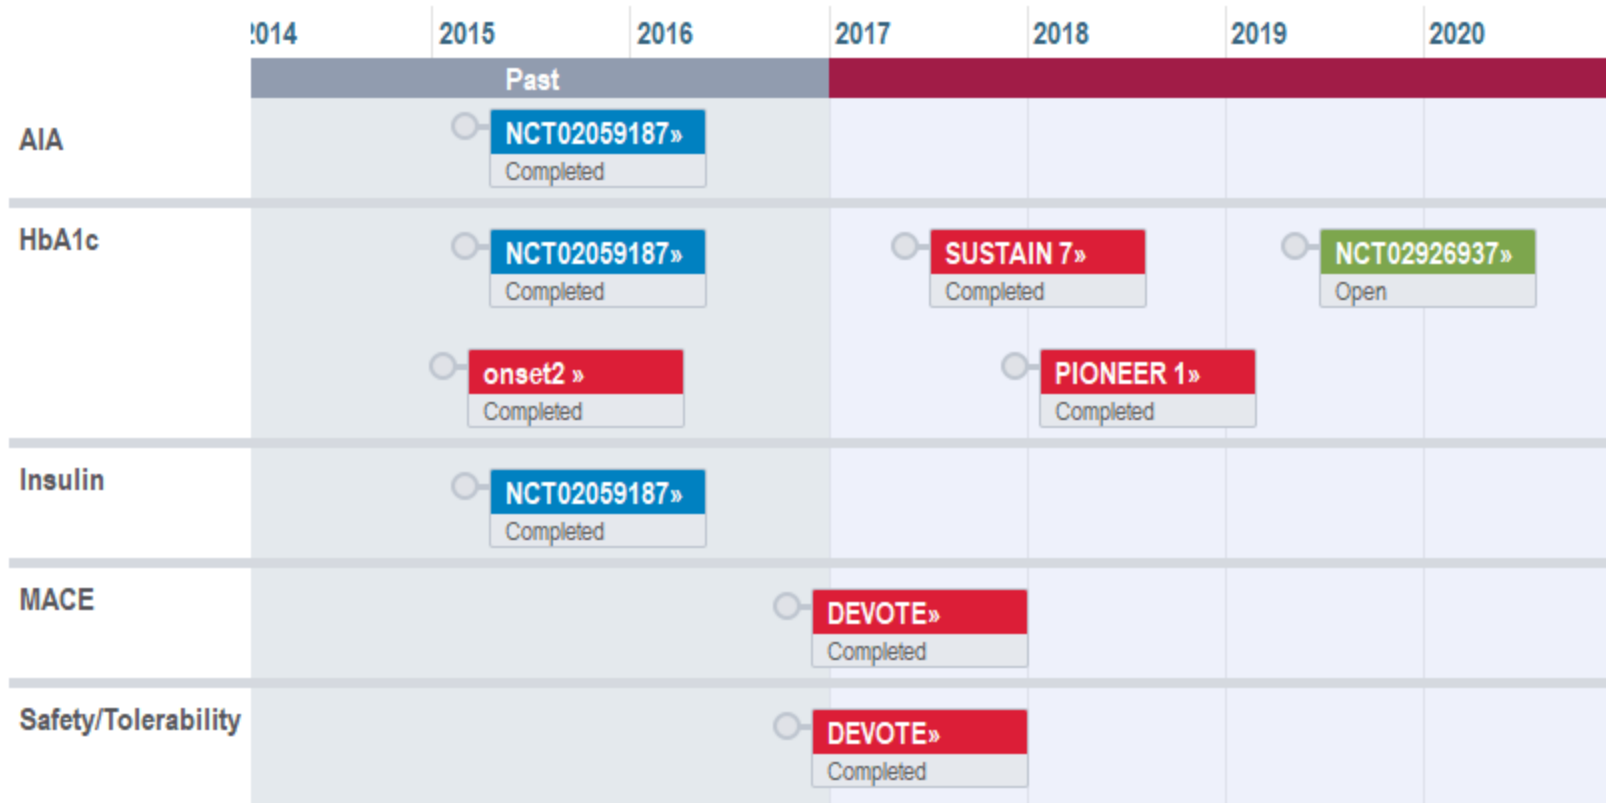 2014 2015 2016 2017 2018 2019 2020
Past
AIA
NCT02059187»
Completed
HbA1c
NCT02059187» SUSTAIN 7» NCT02926937»
Completed Completed Open
onset2 » PIONEER 1»
Completed Completed
Insulin
NCT02059187»
Completed
MACE
DEVOTE»
Completed
Safety/Tolerability
DEVOTE»
Completed